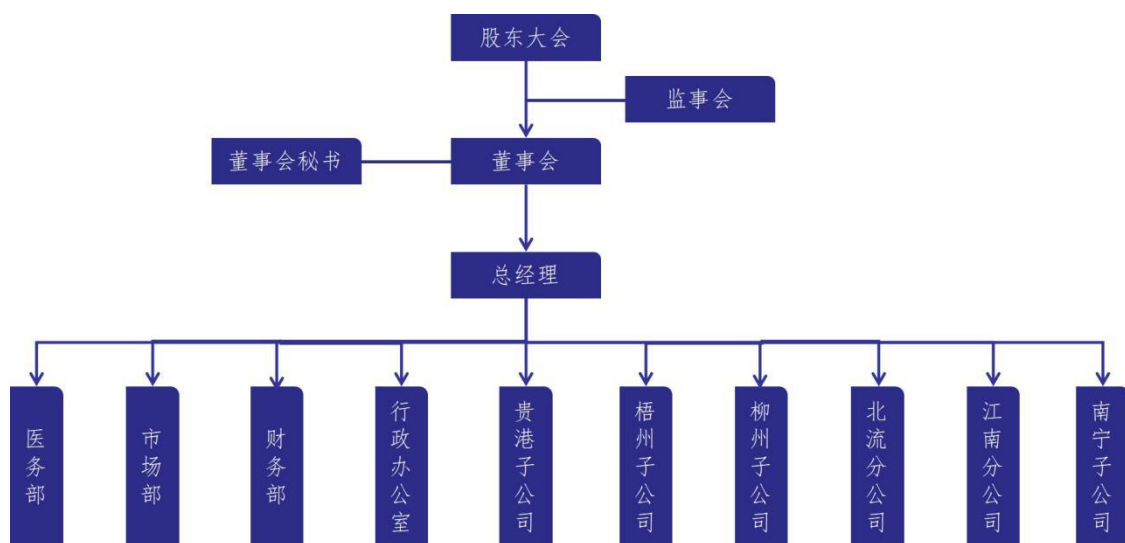 股东大会
监事会
董事会秘书
董事会
总经理
医务部
市场部
财务部
行政办公室
贵港子公司
梧州子公司
柳州子公司
北流分公司
江南分公司
南宁子公司